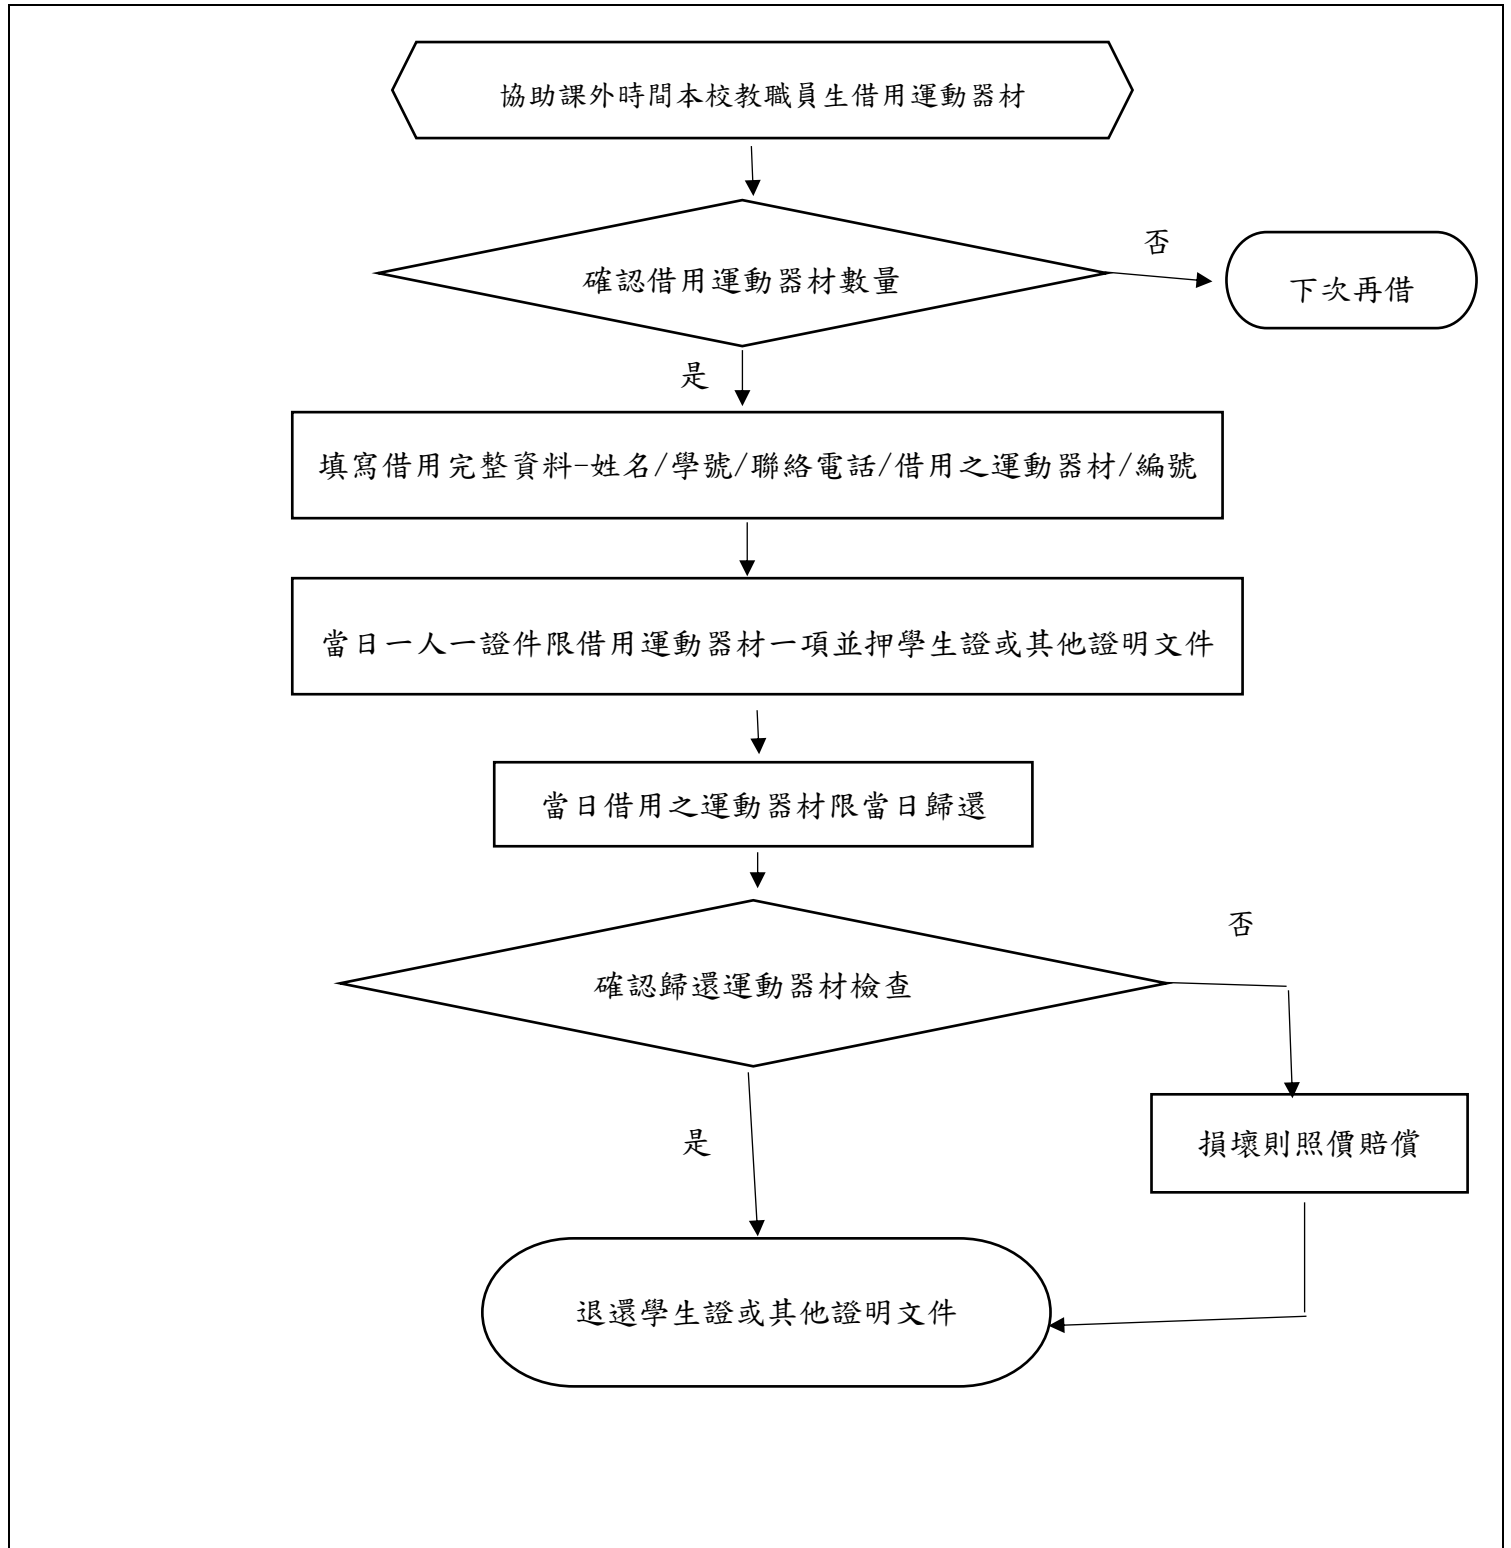 協助課外時間本校教職員生借用運動器材
否
確認借用運動器材數量
下次再借
是
填寫借用完整資料-姓名/學號/聯絡電話/借用之運動器材/編號
當日一人一證件限借用運動器材一項並押學生證或其他證明文件
當日借用之運動器材限當日歸還
否
確認歸還運動器材檢查
是
損壞則照價賠償
退還學生證或其他證明文件